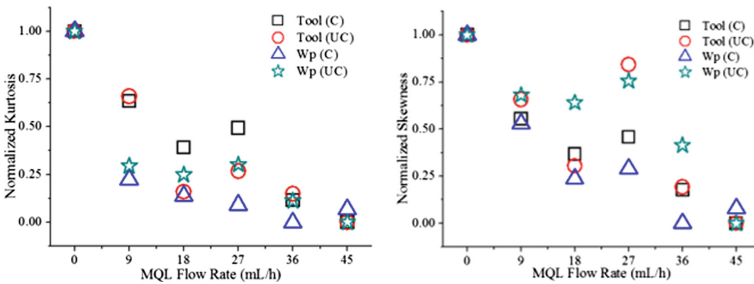 Normalized Kurtosis
1.00
0.75
0.50
0.25
0.00
Tool (C)
Tool (UC)
Wp (C)
Wp (UC)
0 9 18 27 36 45
MQL Flow Rate (mL/h)
Normalized Skewness
1.00
0.75
0.50
0.25
0.00
Tool (C)
Tool (UC)
Wp (C)
Wp (UC)
0 9 18 27 36 45
MQL Flow Rate (mL/h)